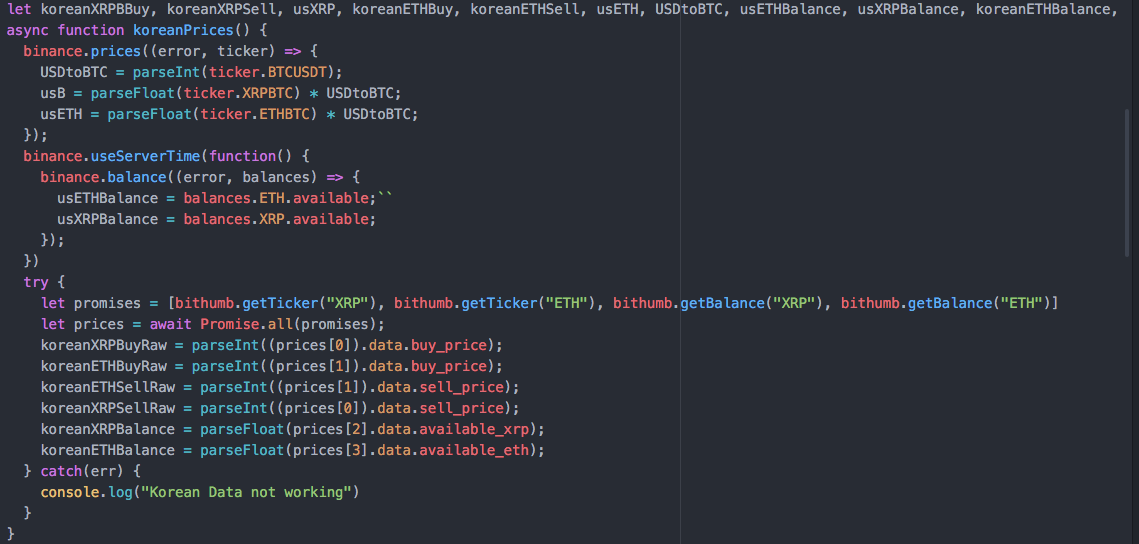 let koreanXRPBBuy, koreanXRPSell, usXRP, koreanETHBuy, koreanETHSell, usETH, USDtoBTC, usETHBalance, usXRPBalance, koreanETHBalance,
async function koreanPrices() {
  binance.prices((error, ticker) => {
    USDtoBTC = parseInt(ticker.BTCUSDT);
    usB = parseFloat(ticker.XRPBTC) * USDtoBTC;
    usETH = parseFloat(ticker.ETHBTC) * USDtoBTC;
  });
  binance.useServerTime(function() {
    binance.balance((error, balances) => {
      usETHBalance = balances.ETH.available;``
      usXRPBalance = balances.XRP.available;
    });
  })
  try {
    let promises = [bithumb.getTicker("XRP"), bithumb.getTicker("ETH"), bithumb.getBalance("XRP"), bithumb.getBalance("ETH")]
    let prices = await Promise.all(promises);
    koreanXRPBuyRaw = parseInt((prices[0]).data.buy_price);
    koreanETHBuyRaw = parseInt((prices[1]).data.buy_price);
    koreanETHSellRaw = parseInt((prices[1]).data.sell_price);
    koreanXRPSellRaw = parseInt((prices[0]).data.sell_price);
    koreanXRPBalance = parseFloat(prices[2].data.available_xrp);
    koreanETHBalance = parseFloat(prices[3].data.available_eth);
  } catch(err) {
    console.log("Korean Data not working")
  }
}